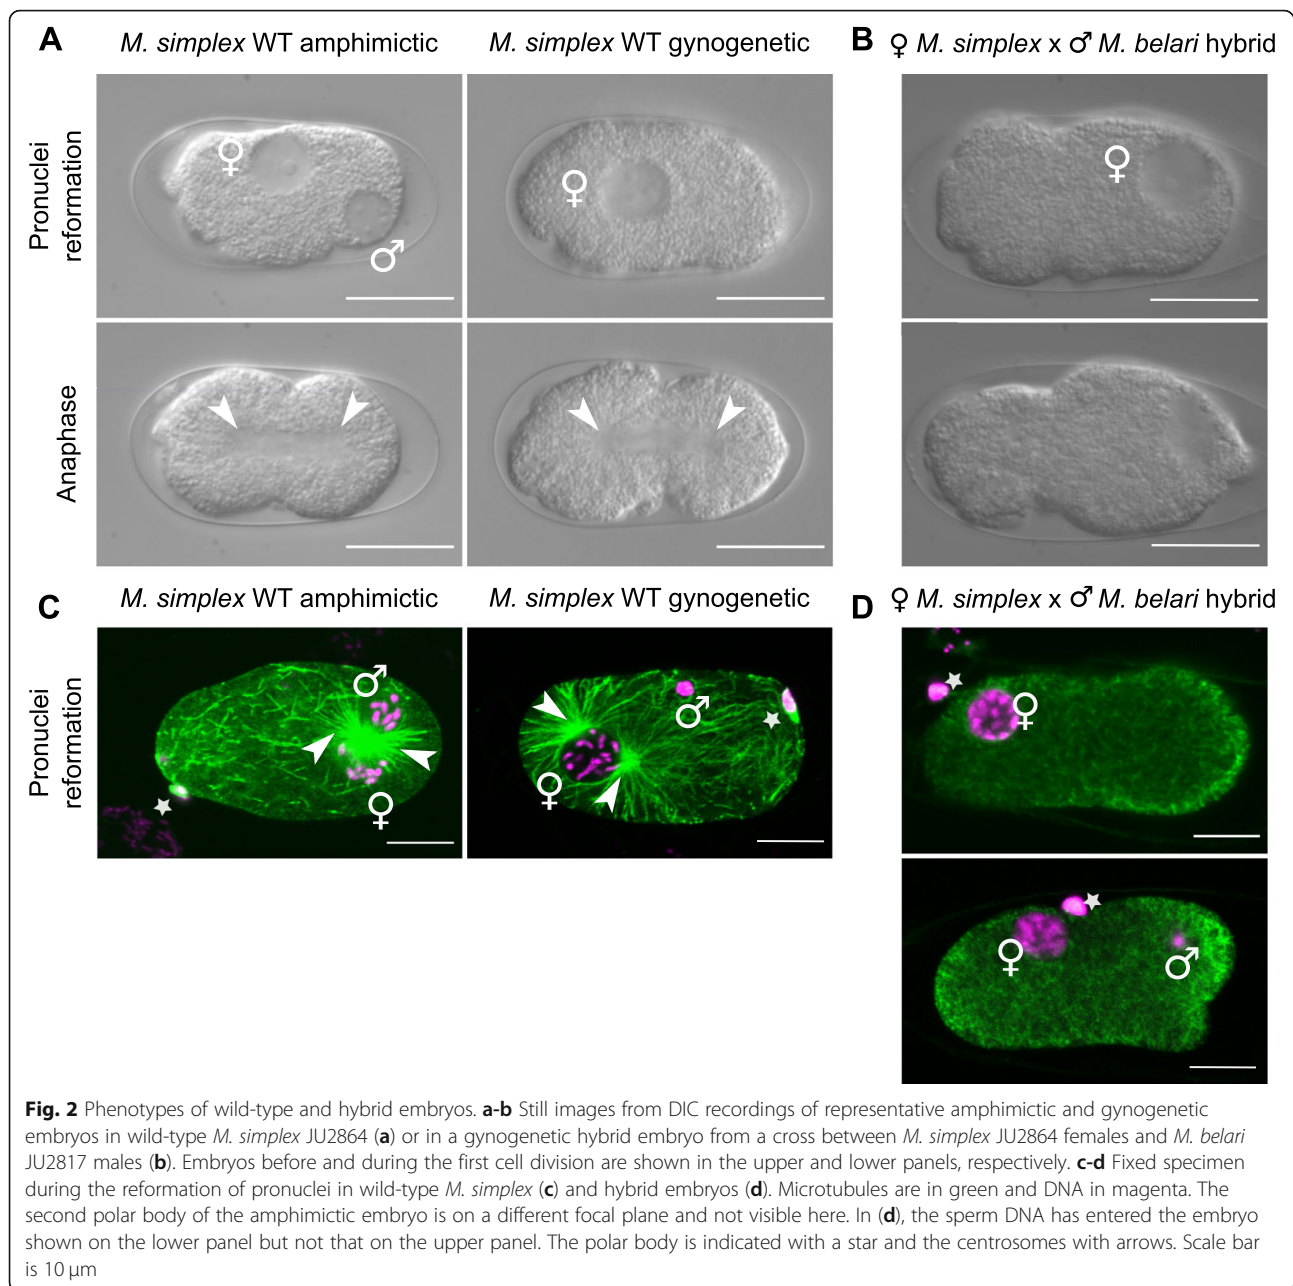 A
M. simplex WT amphimictic
M. simplex WT gynogenetic
B
♀ M. simplex x ♂ M. belari hybrid
Pronuclei
reformation
♀
♂
♀
♀
Anaphase
C
M. simplex WT amphimictic
M. simplex WT gynogenetic
D
♀ M. simplex x ♂ M. belari hybrid
Pronuclei
reformation
♂
♀
♂
♀
♀
♀
♂
Fig. 2 Phenotypes of wild-type and hybrid embryos. a-b Still images from DIC recordings of representative amphimictic and gynogenetic
embryos in wild-type M. simplex JU2864 (a) or in a gynogenetic hybrid embryo from a cross between M. simplex JU2864 females and M. belari
JU2817 males (b). Embryos before and during the first cell division are shown in the upper and lower panels, respectively. c-d Fixed specimen
during the reformation of pronuclei in wild-type M. simplex (c) and hybrid embryos (d). Microtubules are in green and DNA in magenta. The
second polar body of the amphimictic embryo is on a different focal plane and not visible here. In (d), the sperm DNA has entered the embryo
shown on the lower panel but not that on the upper panel. The polar body is indicated with a star and the centrosomes with arrows. Scale bar
is 10 μm